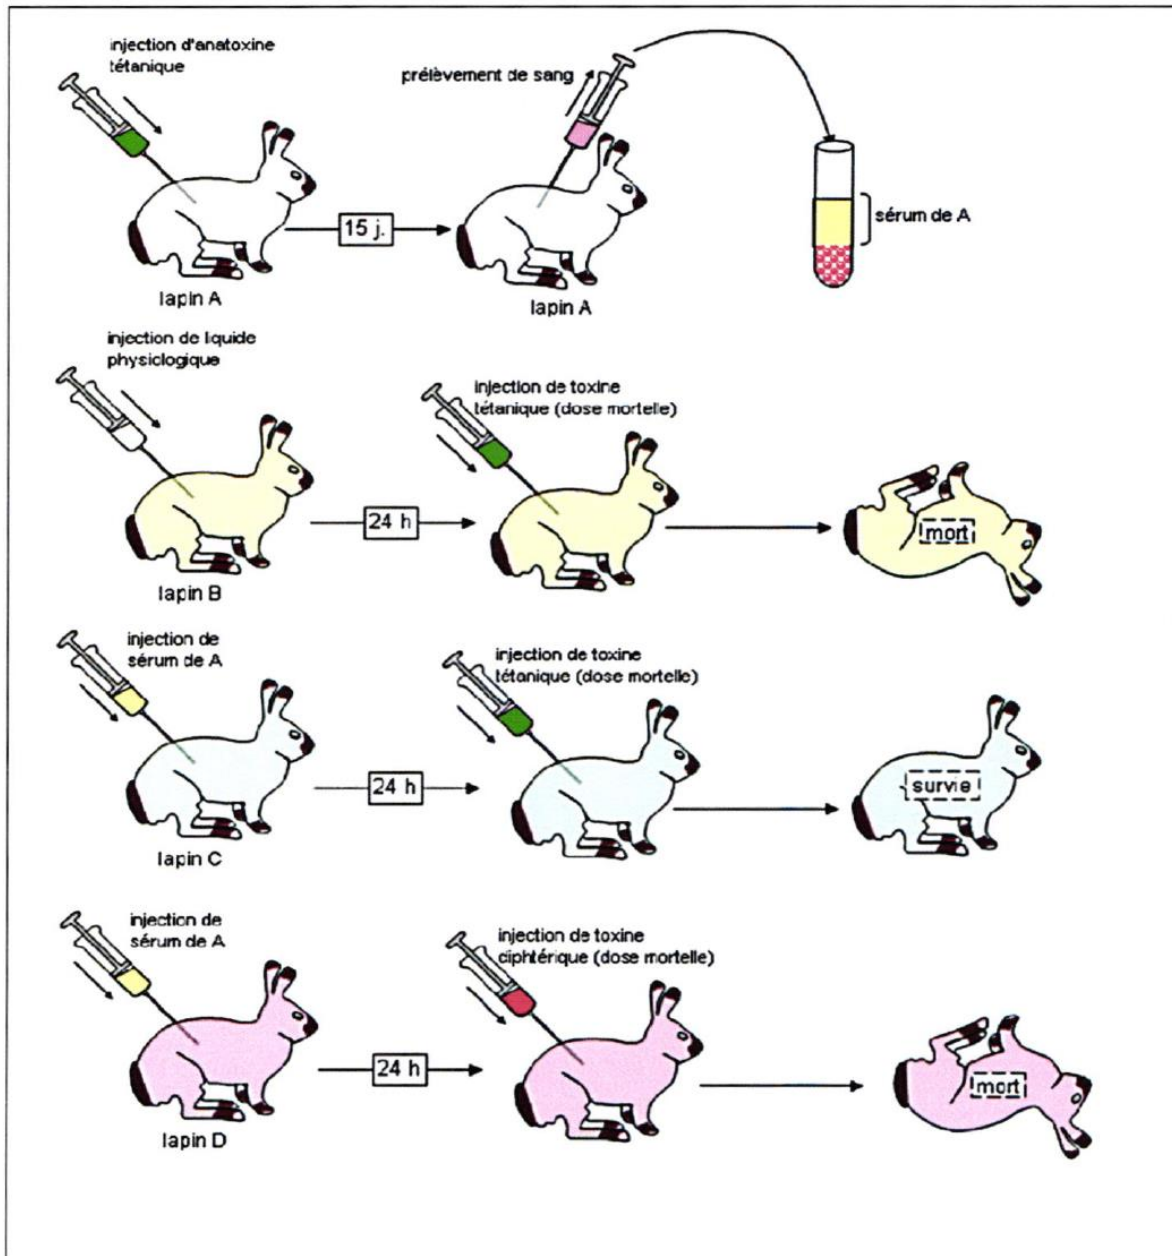 injection d'anatoxine
tétanique
prélèvement de sang
sérum de A
15 j.
lapin A
lapin A
injection de liquide
physiclogique
injection de toxine
tétanique (dose mortelle)
24 h
mort
lapin B
injection de
sérum de A
injection de toxine
tétanique (dose mortelle)
24 h
survie
lapin C
injection de
sérum de A
injection de toxine
ciphtérique (dose mortelle)
24 h
mort
lapin D